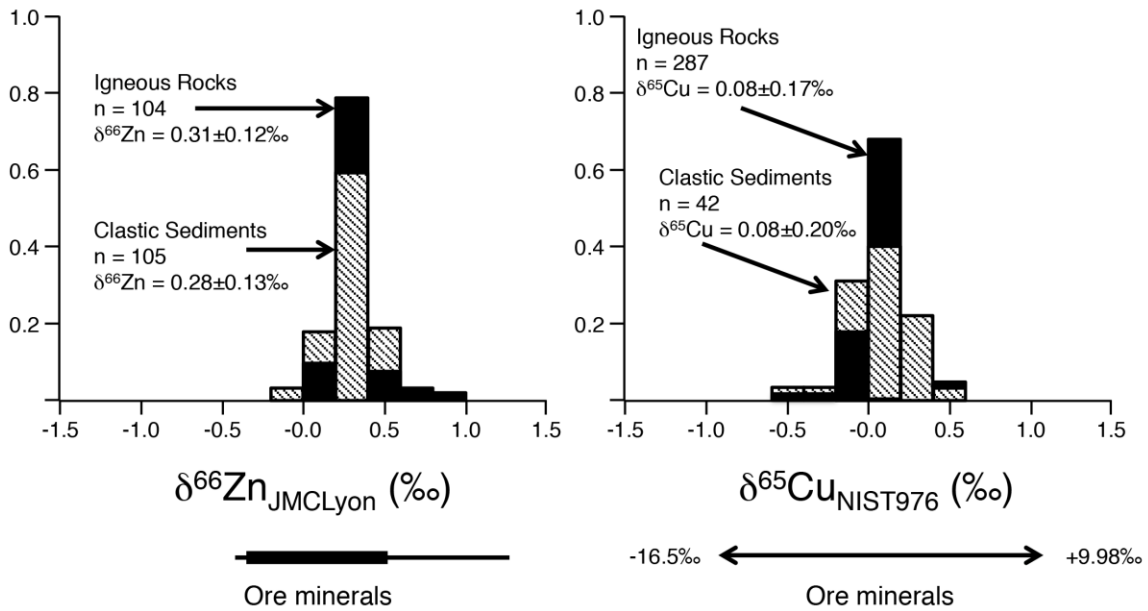 1.0
0.8
0.6
0.4
0.2
Igneous Rocks
n = 104
δ⁶⁶Zn = 0.31±0.12‰
Clastic Sediments
n = 105
δ⁶⁶Zn = 0.28±0.13‰
-1.5 -1.0 -0.5 -0.0 0.5 1.0 1.5
δ⁶⁶Zn_JMCLyon (‰)
Ore minerals
1.0
0.8
0.6
0.4
0.2
Igneous Rocks
n = 287
δ⁶⁵Cu = 0.08±0.17‰
Clastic Sediments
n = 42
δ⁶⁵Cu = 0.08±0.20‰
-1.5 -1.0 -0.5 -0.0 0.5 1.0 1.5
δ⁶⁵Cu_NIST976 (‰)
-16.5‰ +9.98‰
Ore minerals